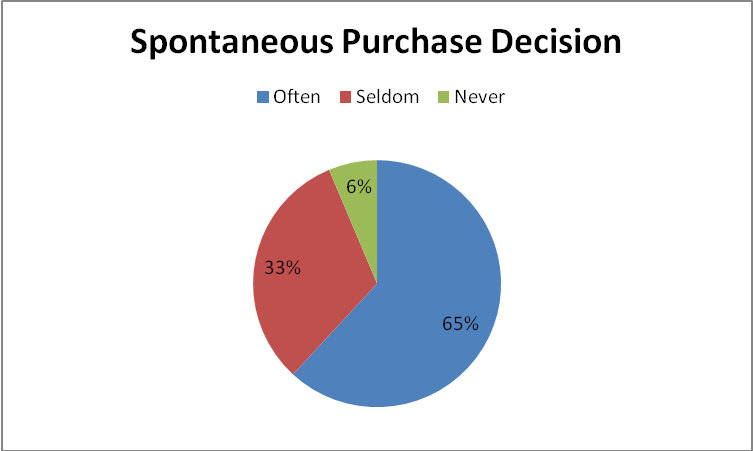 Spontaneous Purchase Decision
Often Seldom Never
6%
33%
65%